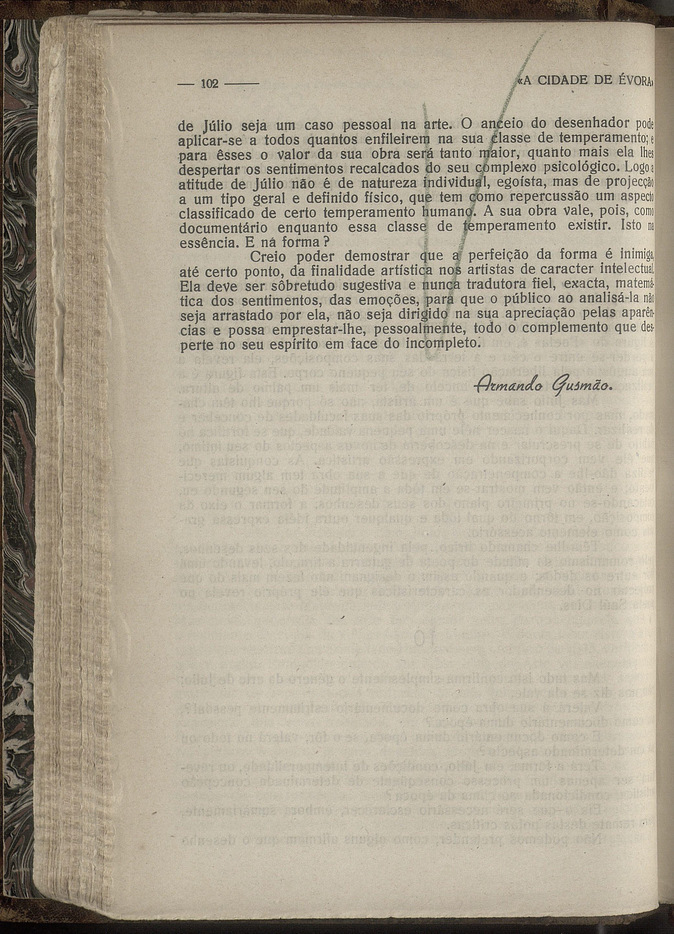 — 102 —— «A CIDADE DE ÉVORA»
de Júlio seja um caso pessoal na arte. O anceio do desenhador pode
aplicar-se a todos quantos enfileirem na sua classe de temperamento; e
para êsses o valor da sua obra será tanto maior, quanto mais ela lhes
despertar os sentimentos recalcados do seu complexo psicológico. Logo a
atitude de Júlio não é de natureza individual, egoísta, mas de projecção
a um tipo geral e definido físico, que tem como repercussão um aspecto
classificado de certo temperamento humano. A sua obra vale, pois, como
documentário enquanto essa classe de temperamento existir. Isto na
essência. E na forma?
Creio poder demostrar que a perfeição da forma é inimiga,
até certo ponto, da finalidade artística nos artistas de caracter intelectual.
Ela deve ser sôbretudo sugestiva e nunca tradutora fiel, exacta, matemá-
tica dos sentimentos, das emoções, para que o público ao analisá-la não
seja arrastado por ela, não seja dirigido na sua apreciação pelas aparên-
cias e possa emprestar-lhe, pessoalmente, todo o complemento que des-
perte no seu espírito em face do incompleto.
Armando Gusmão.